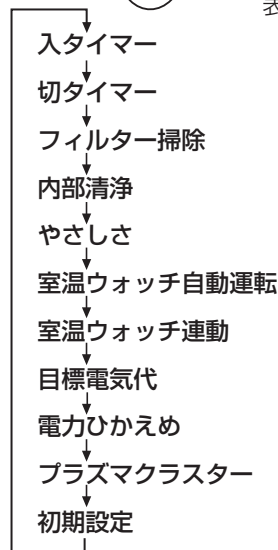 入タイマー
切タイマー
フィルター掃除
内部清浄
やさしさ
室温ウォッチ自動運転
室温ウォッチ連動
目標電気代
電力ひかえめ
プラズマクラスター
初期設定